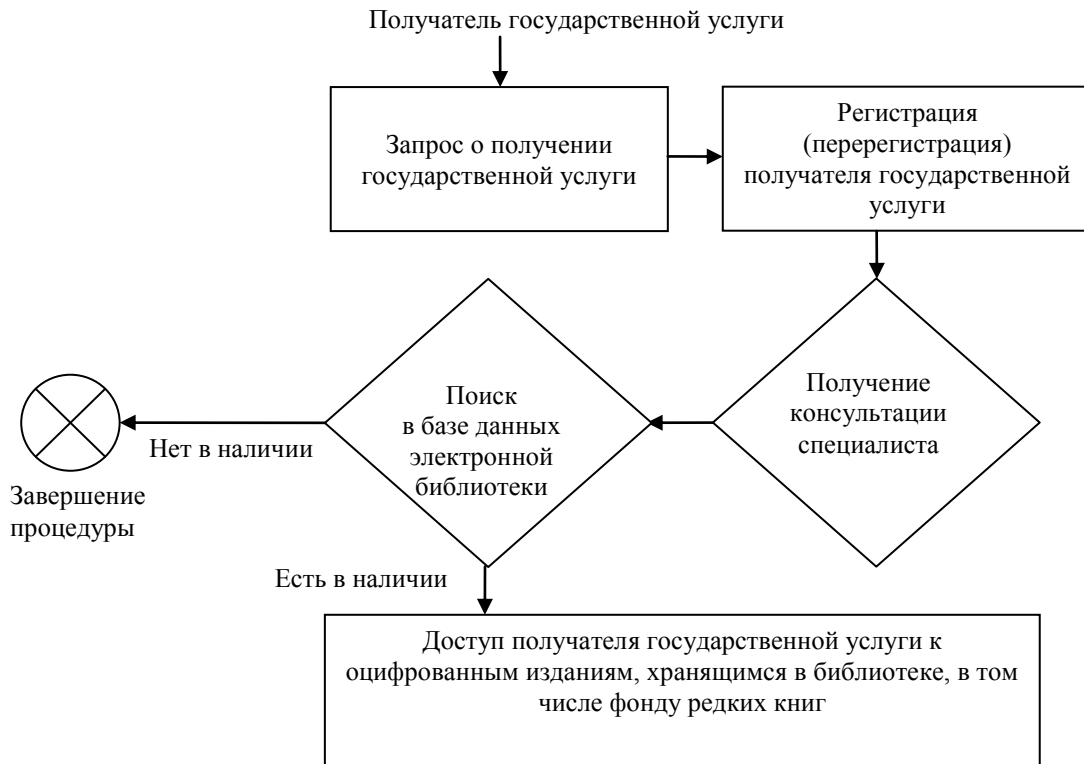 Получатель государственной услуги
Запрос о получении
государственной услуги
Регистрация
(перерегистрация)
получателя государственной
услуги
Получение
консультации
специалиста
Поиск
в базе данных
электронной
библиотеки
Нет в наличии
Завершение
процедуры
Есть в наличии
Доступ получателя государственной услуги к
оцифрованным изданиям, хранящимся в библиотеке, в том
числе фонду редких книг